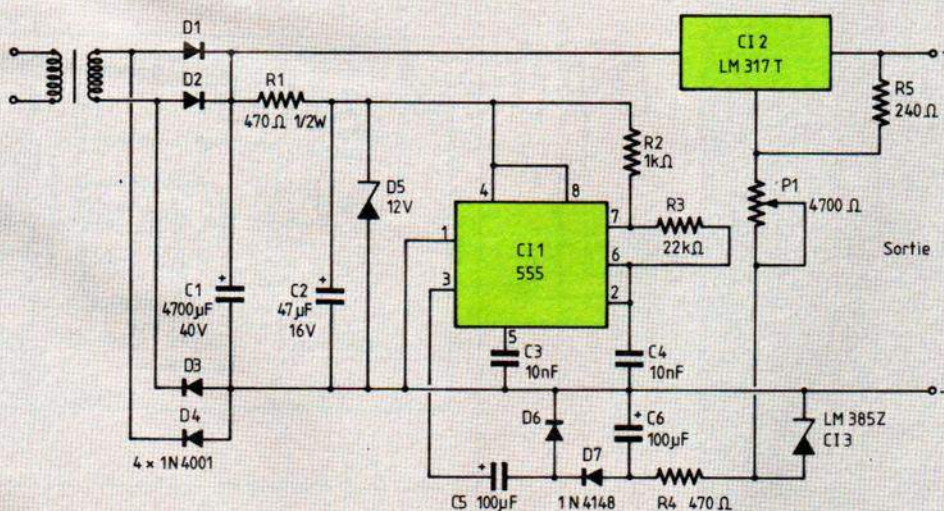 D1
CI 2
LM 317 T
D2
R1
470 Ω 1/2W
R5
240 Ω
R2
1kΩ
D5
12V
4
8
P1
4700 Ω
7
R3
22kΩ
1
CI 1
555
6
Sortie
3
2
C1
4700µF
40V
+
C2
47µF
16V
+
5
C3
10nF
C4
10nF
D3
D4
4 x 1N 4001
D6
C6
100µF
+
LM 385Z
CI 3
D7
+
C5 100µF
1 N 4148
R4 470 Ω